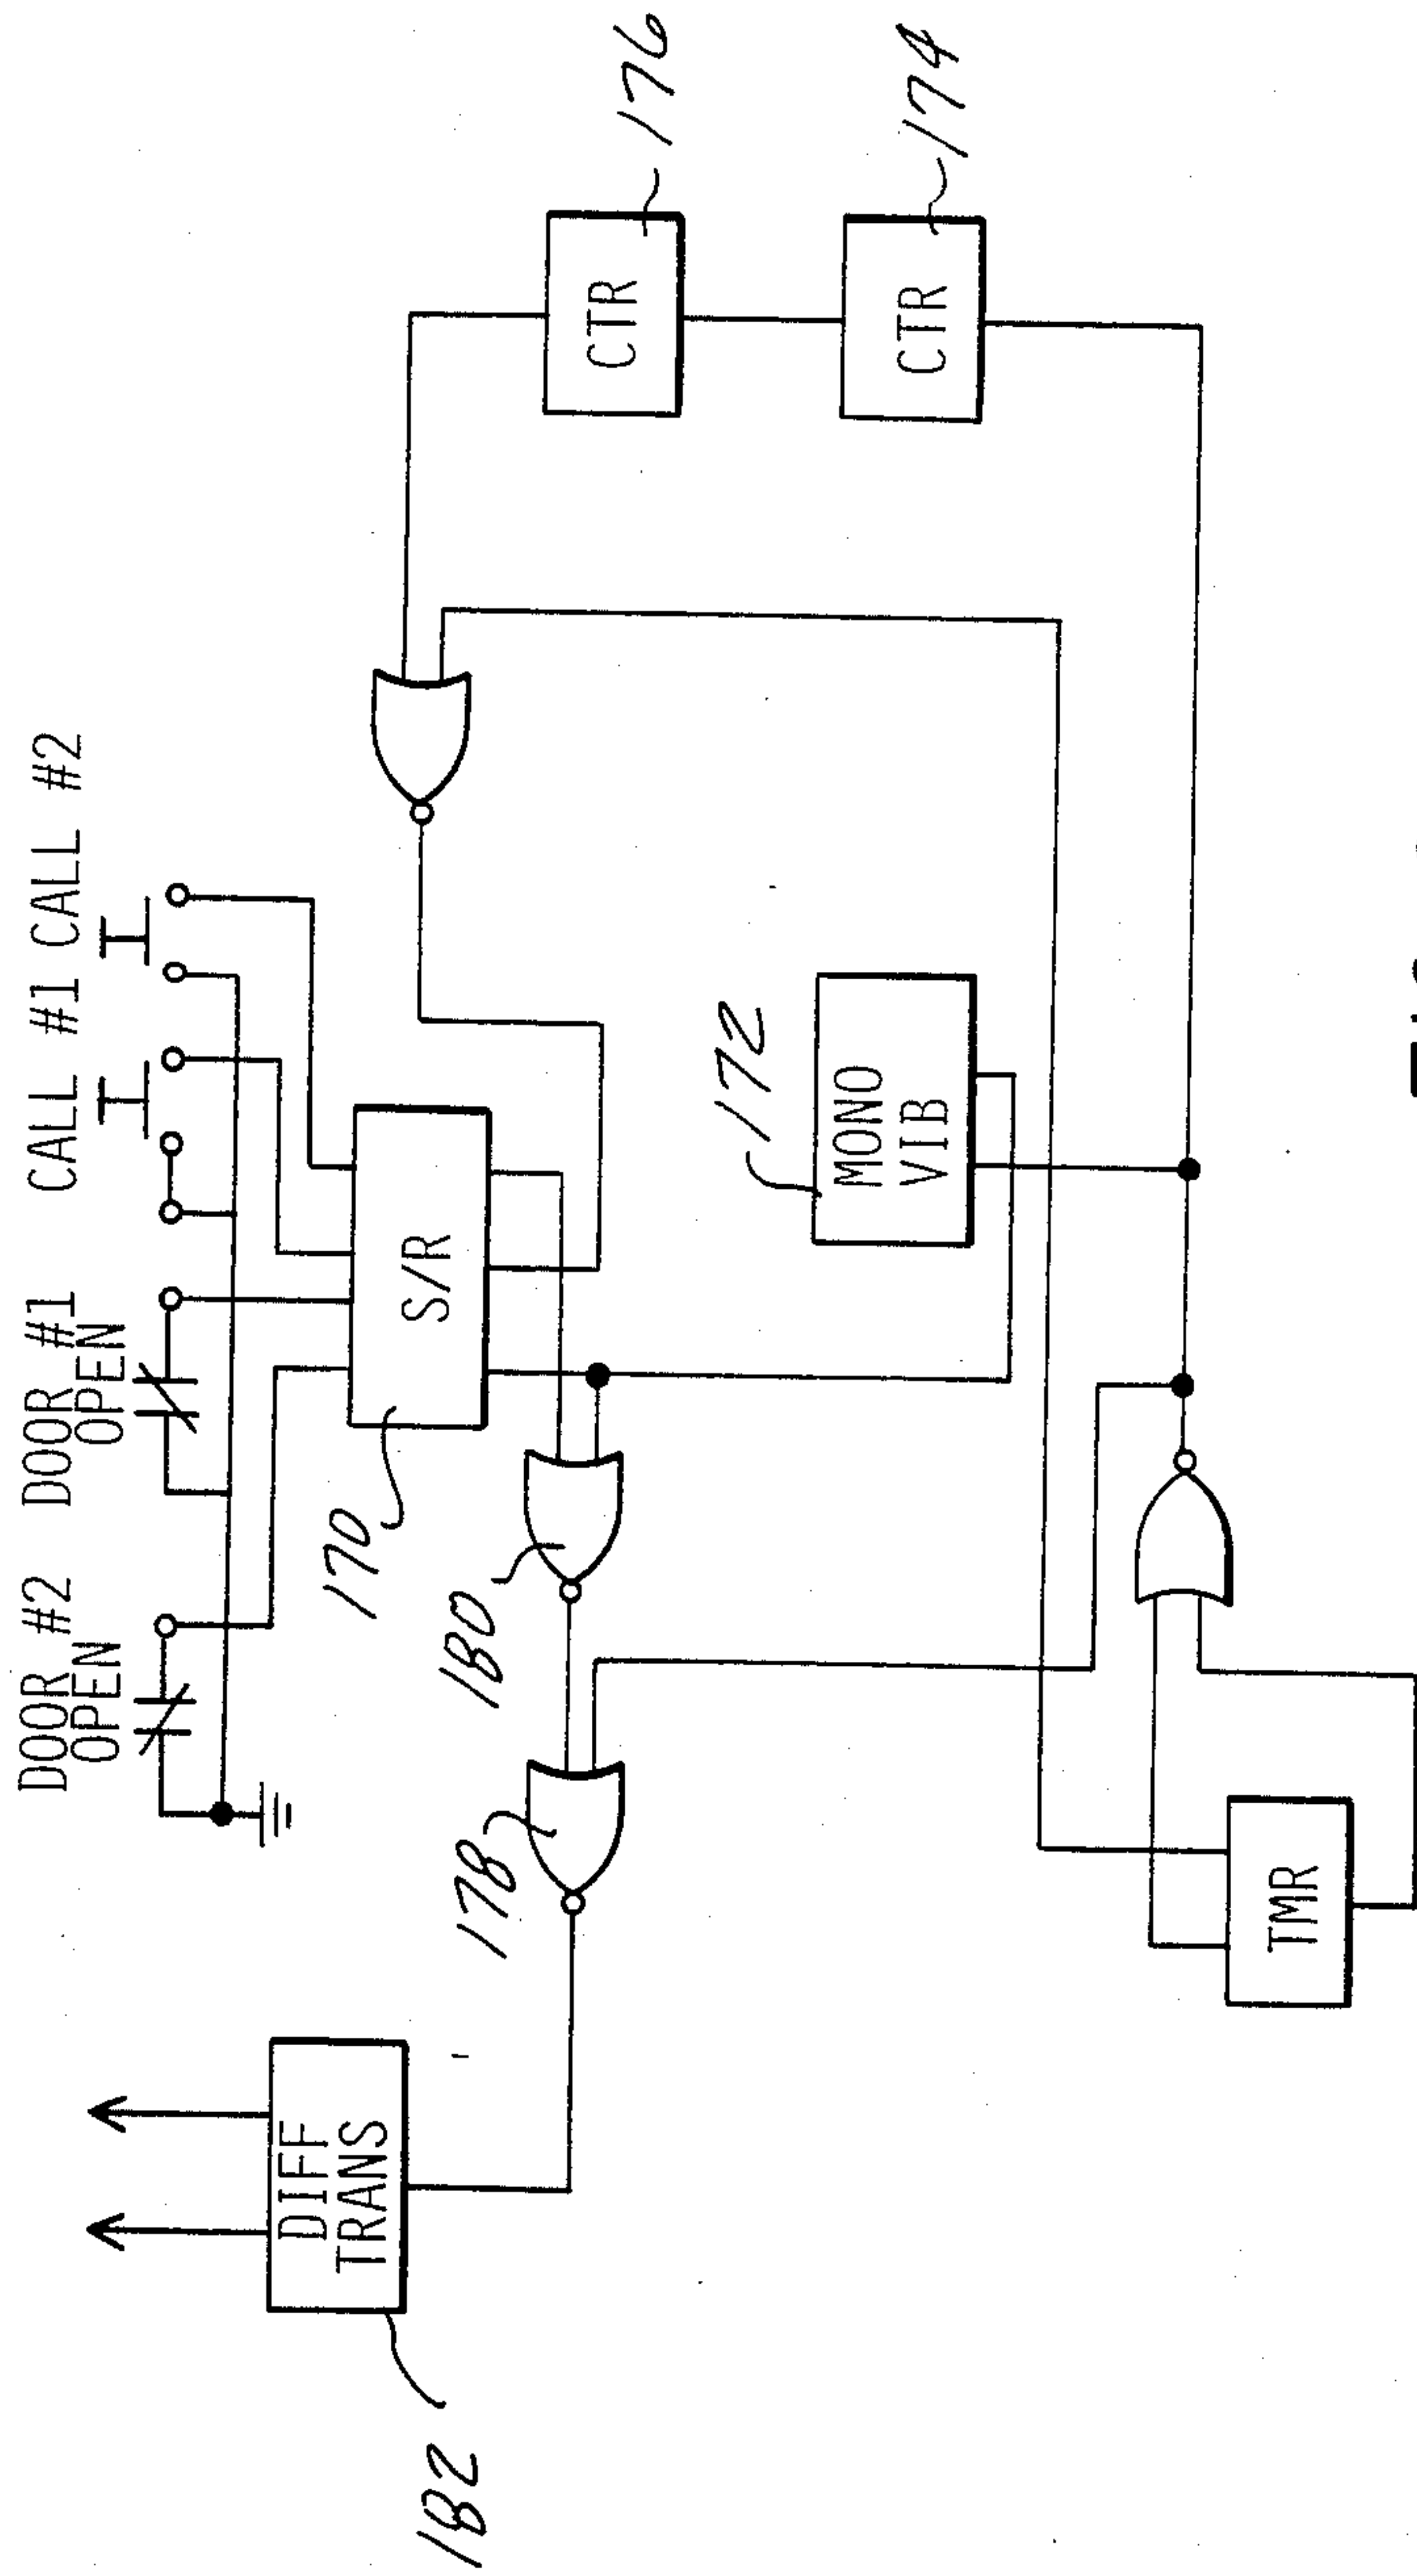 DOOR #2
OPEN
DOOR #1
OPEN
CALL #1
CALL #2
170
S/R
180
178
DIFF
TRANS
182
172
MONO
VIB
CTR
176
CTR
174
TMR